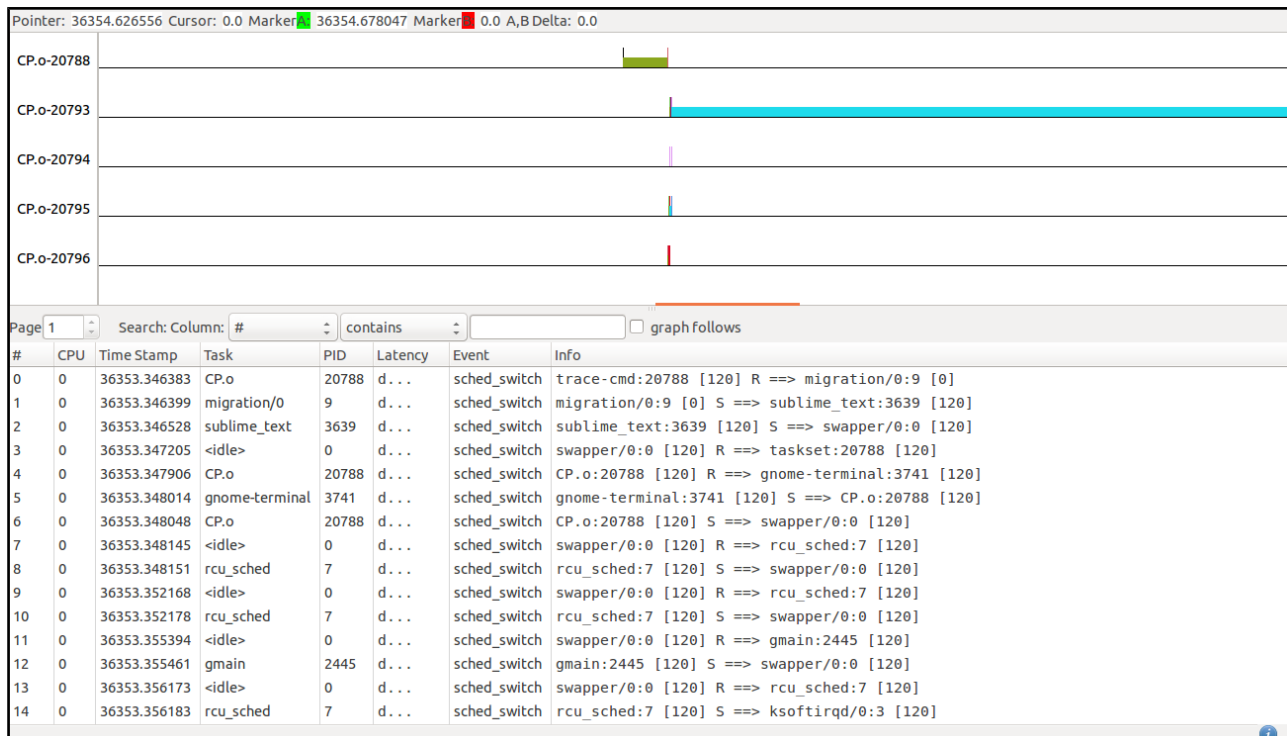 Pointer: 36354.626556 Cursor: 0.0 MarkerA: 36354.678047 MarkerB: 0.0 A,B Delta: 0.0
CP.o-20788
CP.o-20793
CP.o-20794
CP.o-20795
CP.o-20796
Page 1 Search: Column: # contains graph follows
# CPU Time Stamp Task PID Latency Event Info
0 0 36353.346383 CP.o 20788 d... sched_switch trace-cmd:20788 [120] R ==> migration/0:9 [0]
1 0 36353.346399 migration/0 9 d... sched_switch migration/0:9 [0] S ==> sublime_text:3639 [120]
2 0 36353.346528 sublime_text 3639 d... sched_switch sublime_text:3639 [120] S ==> swapper/0:0 [120]
3 0 36353.347205 <idle> 0 d... sched_switch swapper/0:0 [120] R ==> taskset:20788 [120]
4 0 36353.347906 CP.o 20788 d... sched_switch CP.o:20788 [120] R ==> gnome-terminal:3741 [120]
5 0 36353.348014 gnome-terminal 3741 d... sched_switch gnome-terminal:3741 [120] S ==> CP.o:20788 [120]
6 0 36353.348048 CP.o 20788 d... sched_switch CP.o:20788 [120] S ==> swapper/0:0 [120]
7 0 36353.348145 <idle> 0 d... sched_switch swapper/0:0 [120] R ==> rcu_sched:7 [120]
8 0 36353.348151 rcu_sched 7 d... sched_switch rcu_sched:7 [120] S ==> swapper/0:0 [120]
9 0 36353.352168 <idle> 0 d... sched_switch swapper/0:0 [120] R ==> rcu_sched:7 [120]
10 0 36353.352178 rcu_sched 7 d... sched_switch rcu_sched:7 [120] S ==> swapper/0:0 [120]
11 0 36353.355394 <idle> 0 d... sched_switch swapper/0:0 [120] R ==> gmain:2445 [120]
12 0 36353.355461 gmain 2445 d... sched_switch gmain:2445 [120] S ==> swapper/0:0 [120]
13 0 36353.356173 <idle> 0 d... sched_switch swapper/0:0 [120] R ==> rcu_sched:7 [120]
14 0 36353.356183 rcu_sched 7 d... sched_switch rcu_sched:7 [120] S ==> ksoftirqd/0:3 [120]